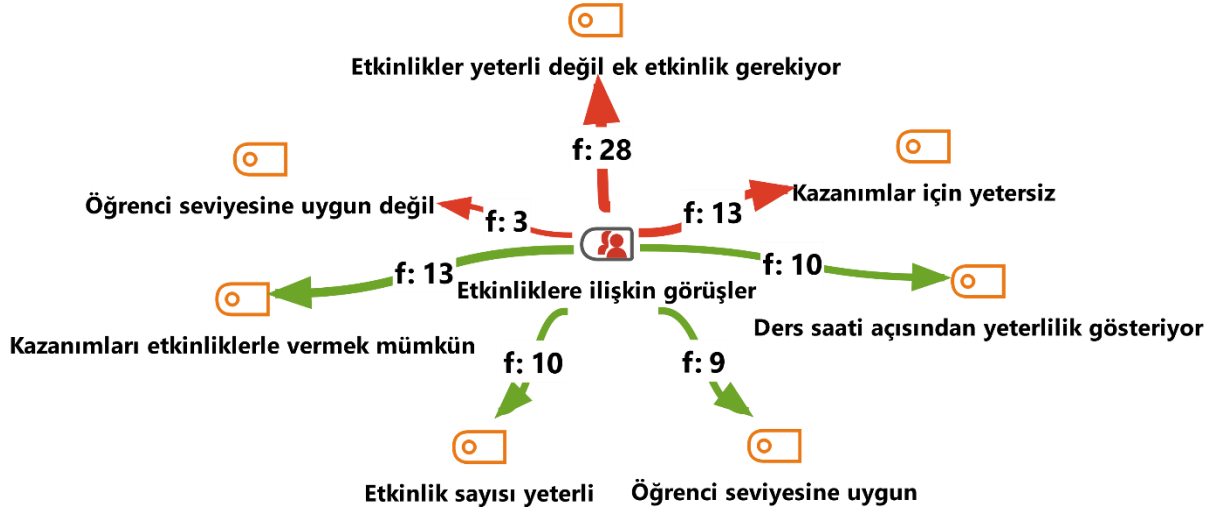 Etkinlikler yeterli değil ek etkinlik gerekiyor
f: 28
Kazanımlar için yetersiz
Öğrenci seviyesine uygun değil
f: 3
f: 13
f: 13
f: 10
Etkinliklere ilişkin görüşler
Ders saati açısından yeterlilik gösteriyor
Kazanımları etkinliklerle vermek mümkün
f: 10
f: 9
Etkinlik sayısı yeterli
Öğrenci seviyesine uygun